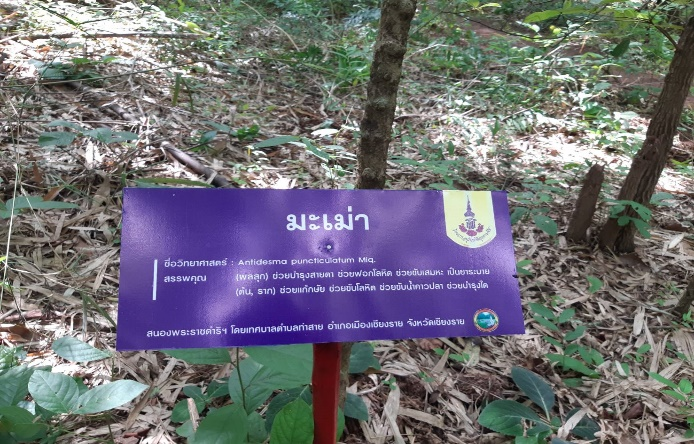 มะเม่า
ชื่อวิทยาศาสตร์ : Antidesma puncticulatum Miq.
สรรพคุณ (ผลสุก) ช่วยบำรุงสายตา ช่วยฟอกโลหิต ช่วยขับเสมหะ เป็นยาระบาย
(ต้น, ราก) ช่วยแก้กษัย ช่วยขับโลหิต ช่วยขับน้ำคาวปลา ช่วยบำรุงไต
สนองพระราชดำริฯ โดยเทศบาลตำบลท่าสาย อำเภอเมืองเชียงราย จังหวัดเชียงราย